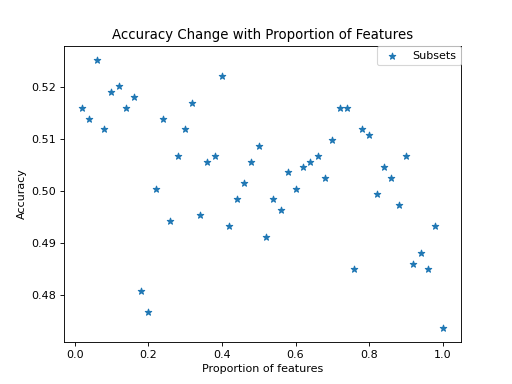 Accuracy Change with Proportion of Features
Subsets
0.52
0.51
0.50
0.49
0.48
Accuracy
0.0 0.2 0.4 0.6 0.8 1.0
Proportion of features